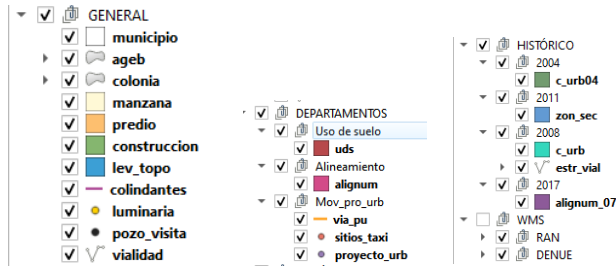 GENERAL
municipio
ageb
colonia
manzana
predio
construccion
lev_topo
colindantes
luminaria
pozo_visita
vialidad
DEPARTAMENTOS
Uso de suelo
uds
Alineamiento
alignum
Mov_pro_urb
via_pu
sitios_taxi
proyecto_urb
HISTÓRICO
2004
c_urb04
2011
zon_sec
2008
c_urb
estr_vial
2017
alignum_07
WMS
RAN
DENUE